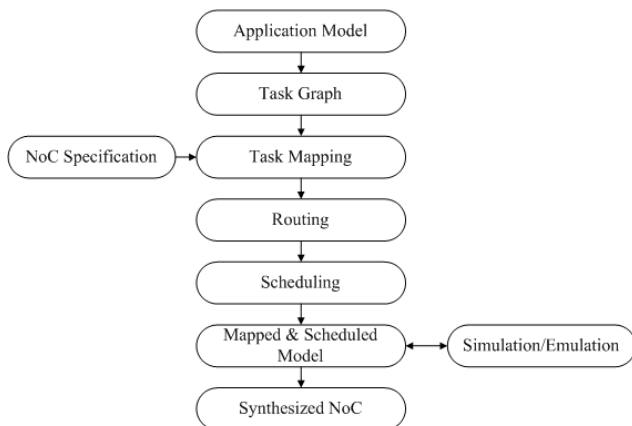 Application Model
Task Graph
NoC Specification
Task Mapping
Routing
Scheduling
Mapped & Scheduled
Model
Simulation/Emulation
Synthesized NoC